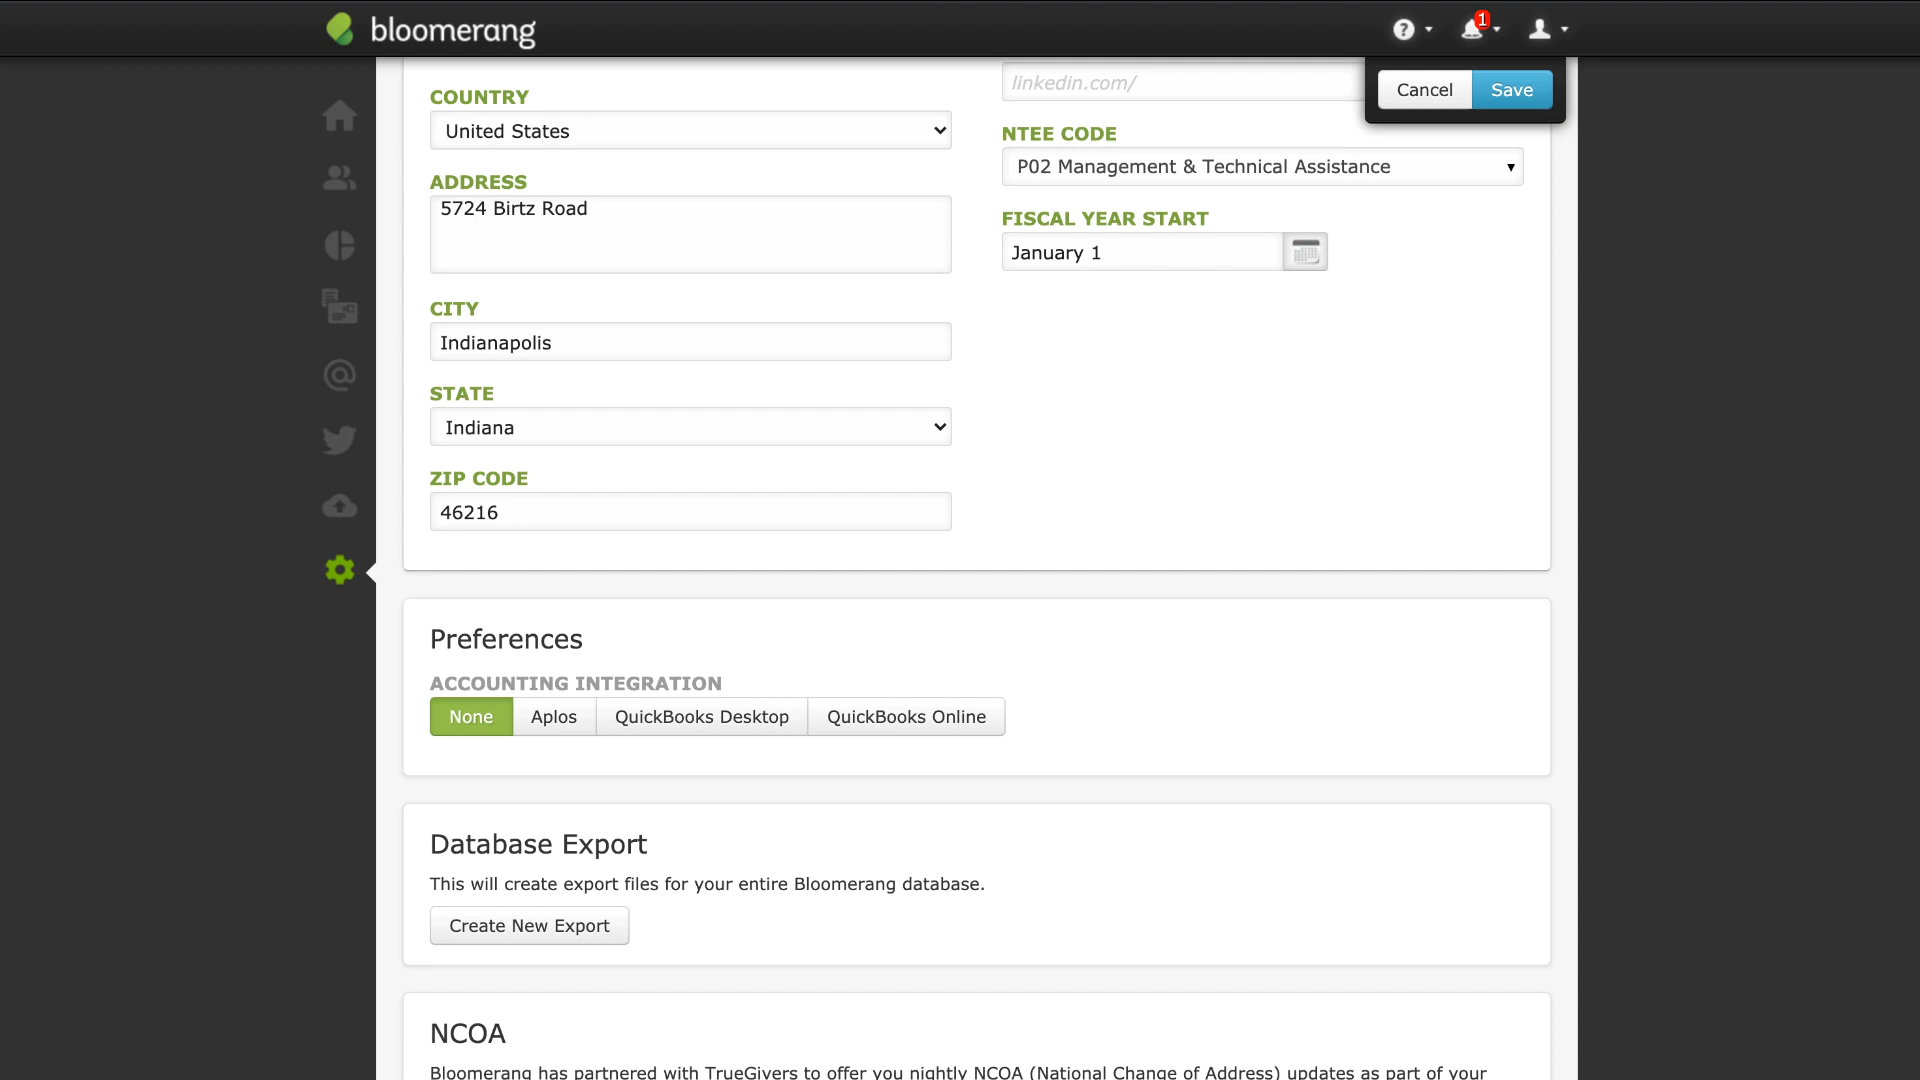 bloomerang
1
linkedin.com/
Cancel
Save
COUNTRY
United States
NTEE CODE
P02 Management & Technical Assistance
ADDRESS
5724 Birtz Road
FISCAL YEAR START
January 1
CITY
Indianapolis
STATE
Indiana
ZIP CODE
46216
Preferences
ACCOUNTING INTEGRATION
None
Aplos
QuickBooks Desktop
QuickBooks Online
Database Export
This will create export files for your entire Bloomerang database.
Create New Export
NCOA
Bloomerang has partnered with TrueGivers to offer you nightly NCOA (National Change of Address) updates as part of your